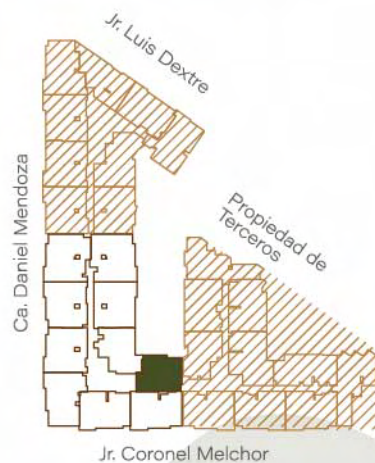 Jr. Luis Dextre
Ca. Daniel Mendoza
Propiedad de
Terceros
Jr. Coronel Melchor